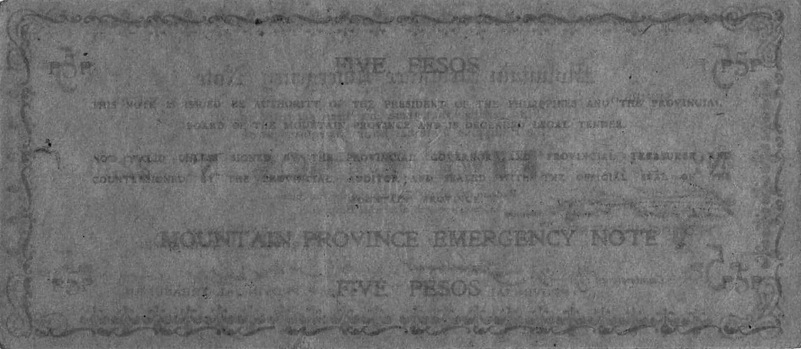 FIVE PESOS
P5P P5P
THIS NOTE IS ISSUED BY AUTHORITY OF THE PRESIDENT OF THE PHILIPPINES AND THE PROVINCIAL
BOARD OF THE MOUNTAIN PROVINCE AND IS DECLARED LEGAL TENDER
NOT VALID UNLESS SIGNED BY THE PROVINCIAL GOVERNOR, THE PROVINCIAL TREASURER AND
COUNTERSIGNED BY THE PROVINCIAL AUDITOR AND SEALED WITH THE OFFICIAL SEAL OF THE
MOUNTAIN PROVINCE
MOUNTAIN PROVINCE EMERGENCY NOTE
P5P P5P
FIVE PESOS